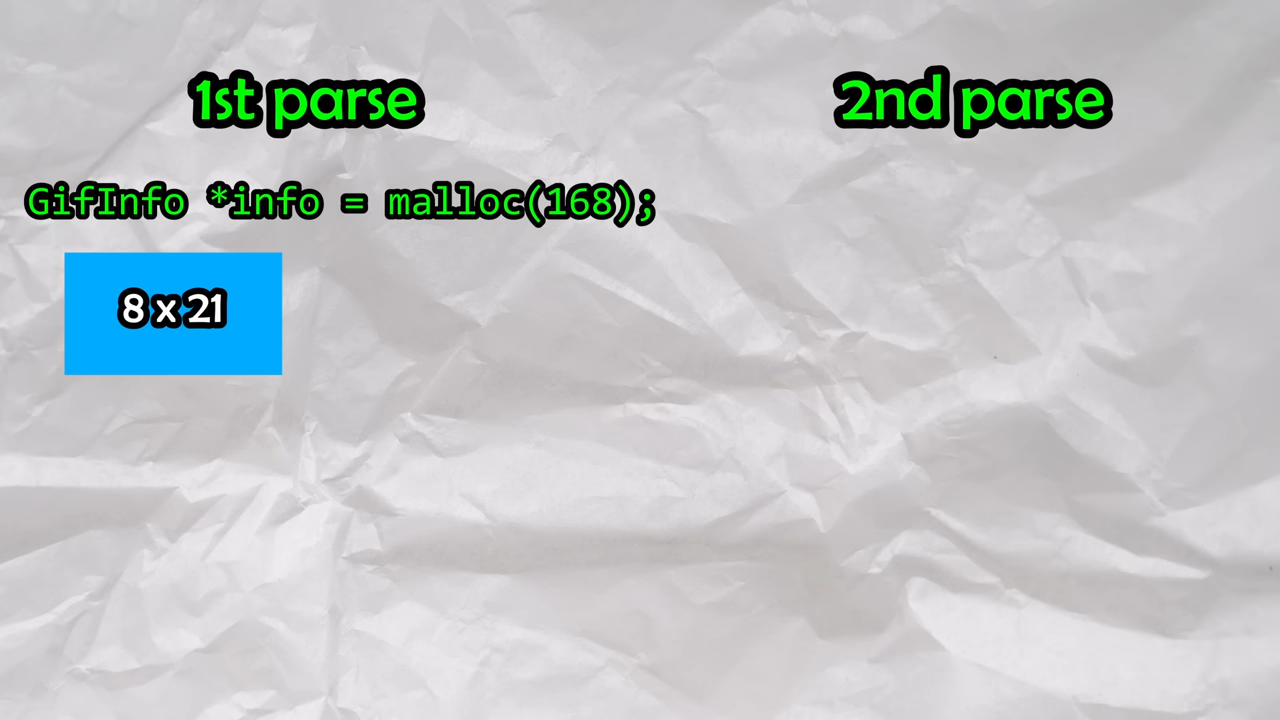 1st parse
2nd parse
GifInfo *info = malloc(168);
8 x 21